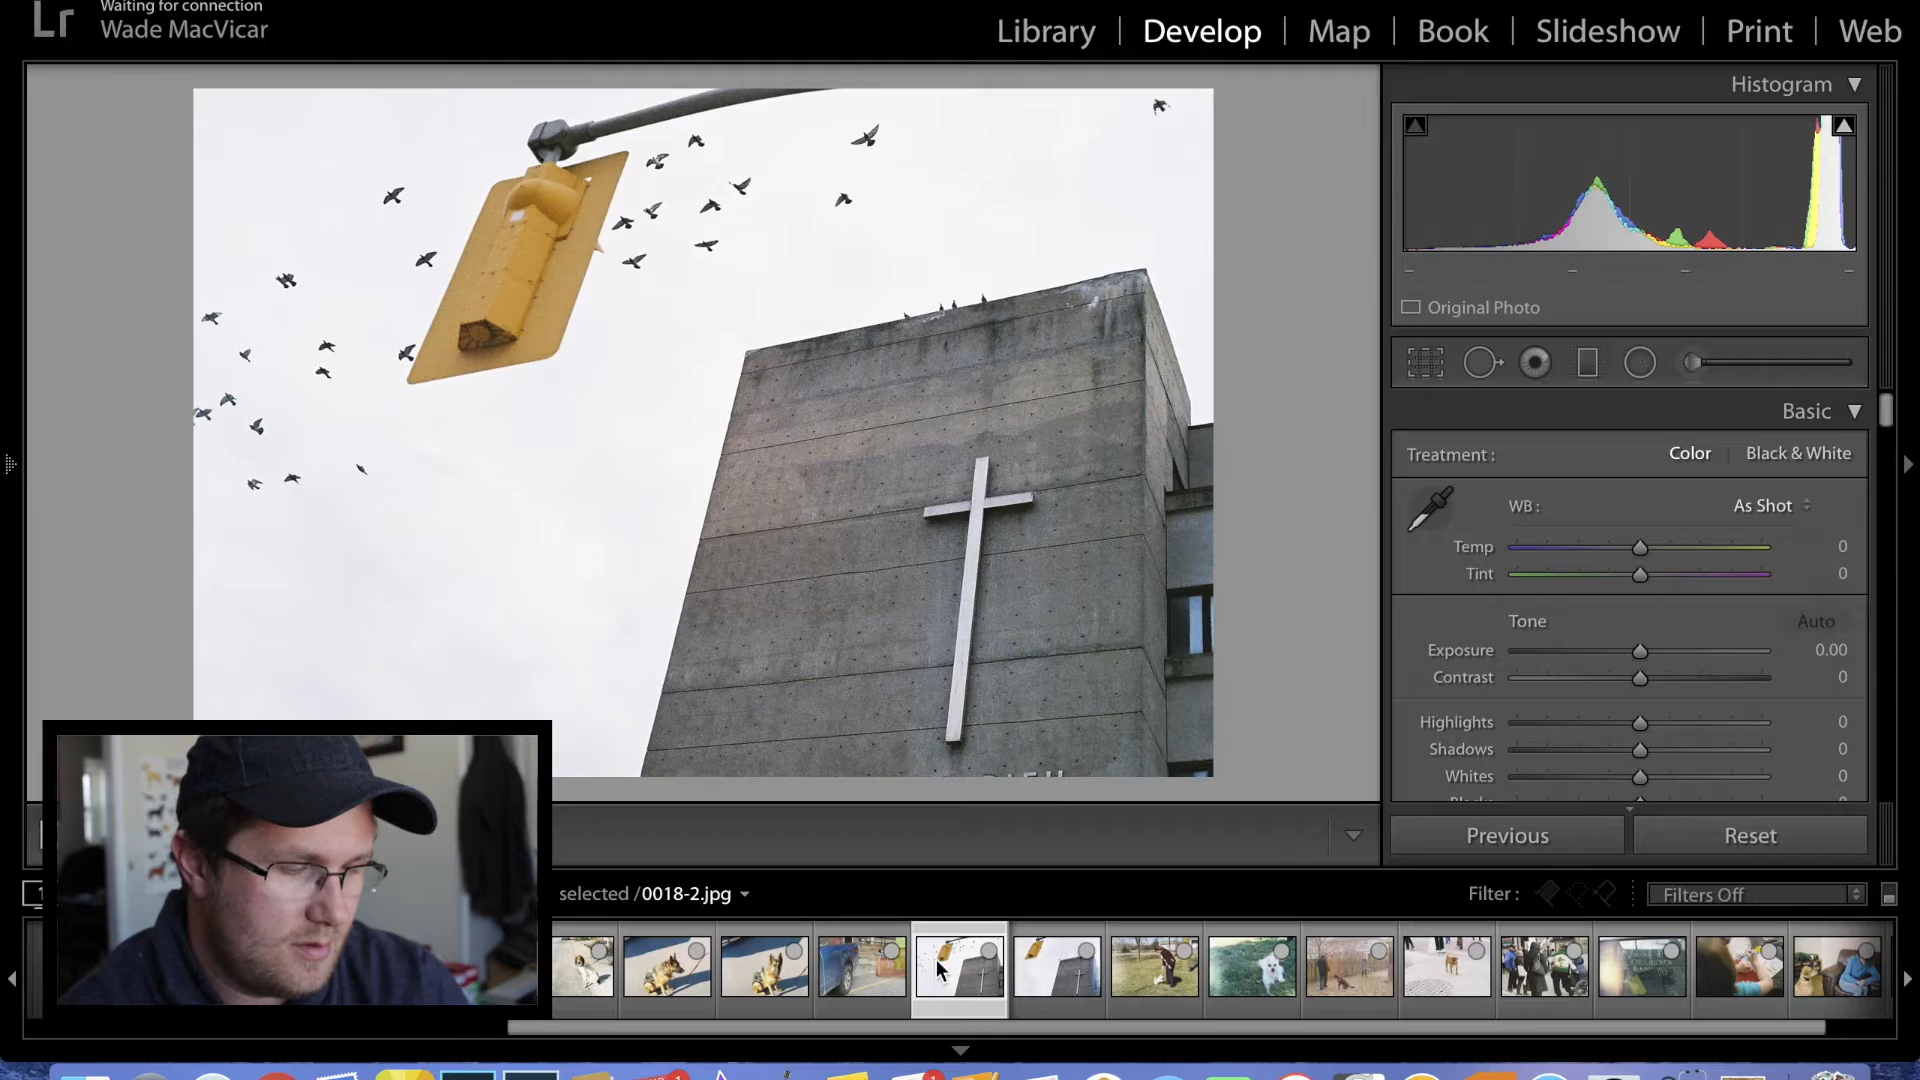 Lr
Waiting for connection
Wade MacVicar
Library | Develop | Map | Book | Slideshow | Print | Web
Histogram
Original Photo
Basic
Treatment : Color Black & White
WB : As Shot
Temp 0
Tint 0
Tone Auto
Exposure 0.00
Contrast 0
Highlights 0
Shadows 0
Whites 0
Previous Reset
selected / 0018-2.jpg
Filter : Filters Off